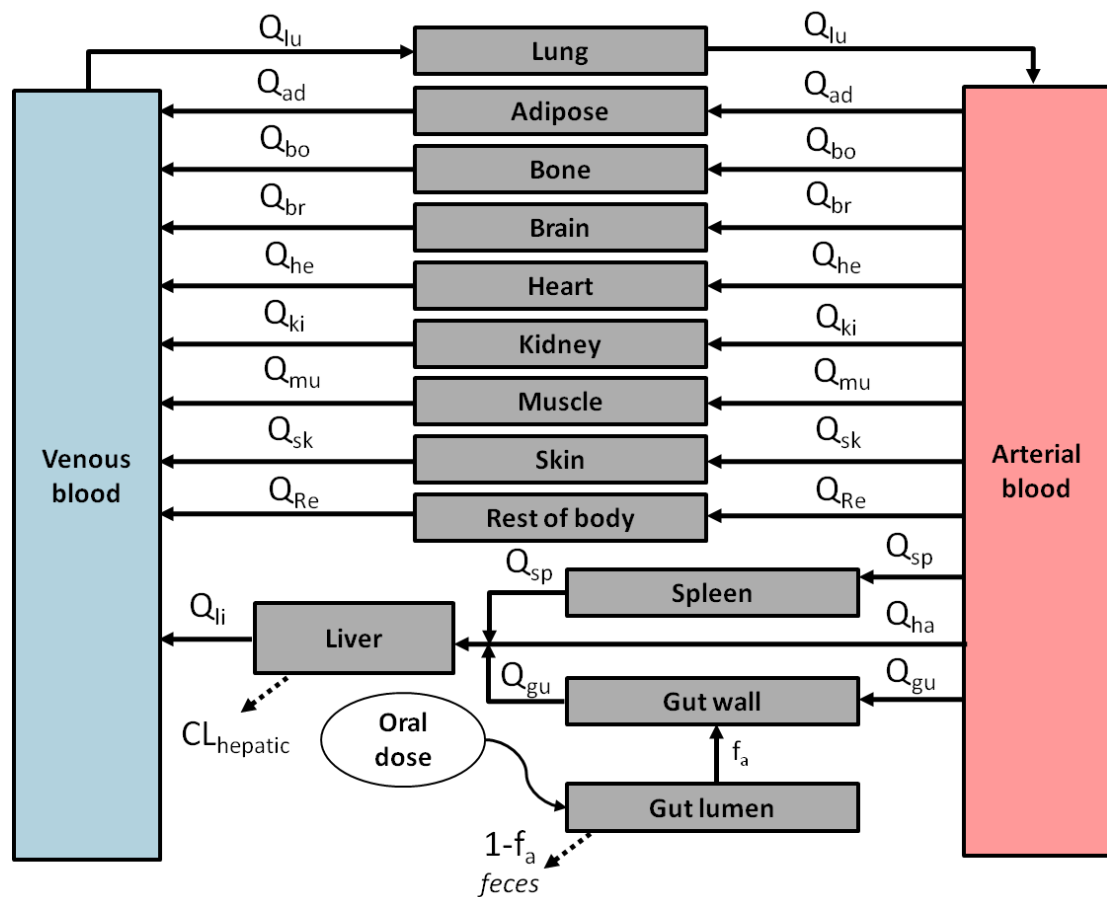 Q_lu Lung Q_lu
Q_ad Adipose Q_ad
Q_bo Bone Q_bo
Q_br Brain Q_br
Q_he Heart Q_he
Q_ki Kidney Q_ki
Q_mu Muscle Q_mu
Q_sk Skin Q_sk
Venous
blood
Arterial
blood
Q_Re Rest of body Q_Re
Q_sp Spleen Q_sp
Q_li Liver Q_ha
Q_gu Gut wall Q_gu
CL_hepatic
Oral
dose
f_a
Gut lumen
1-f_a
feces